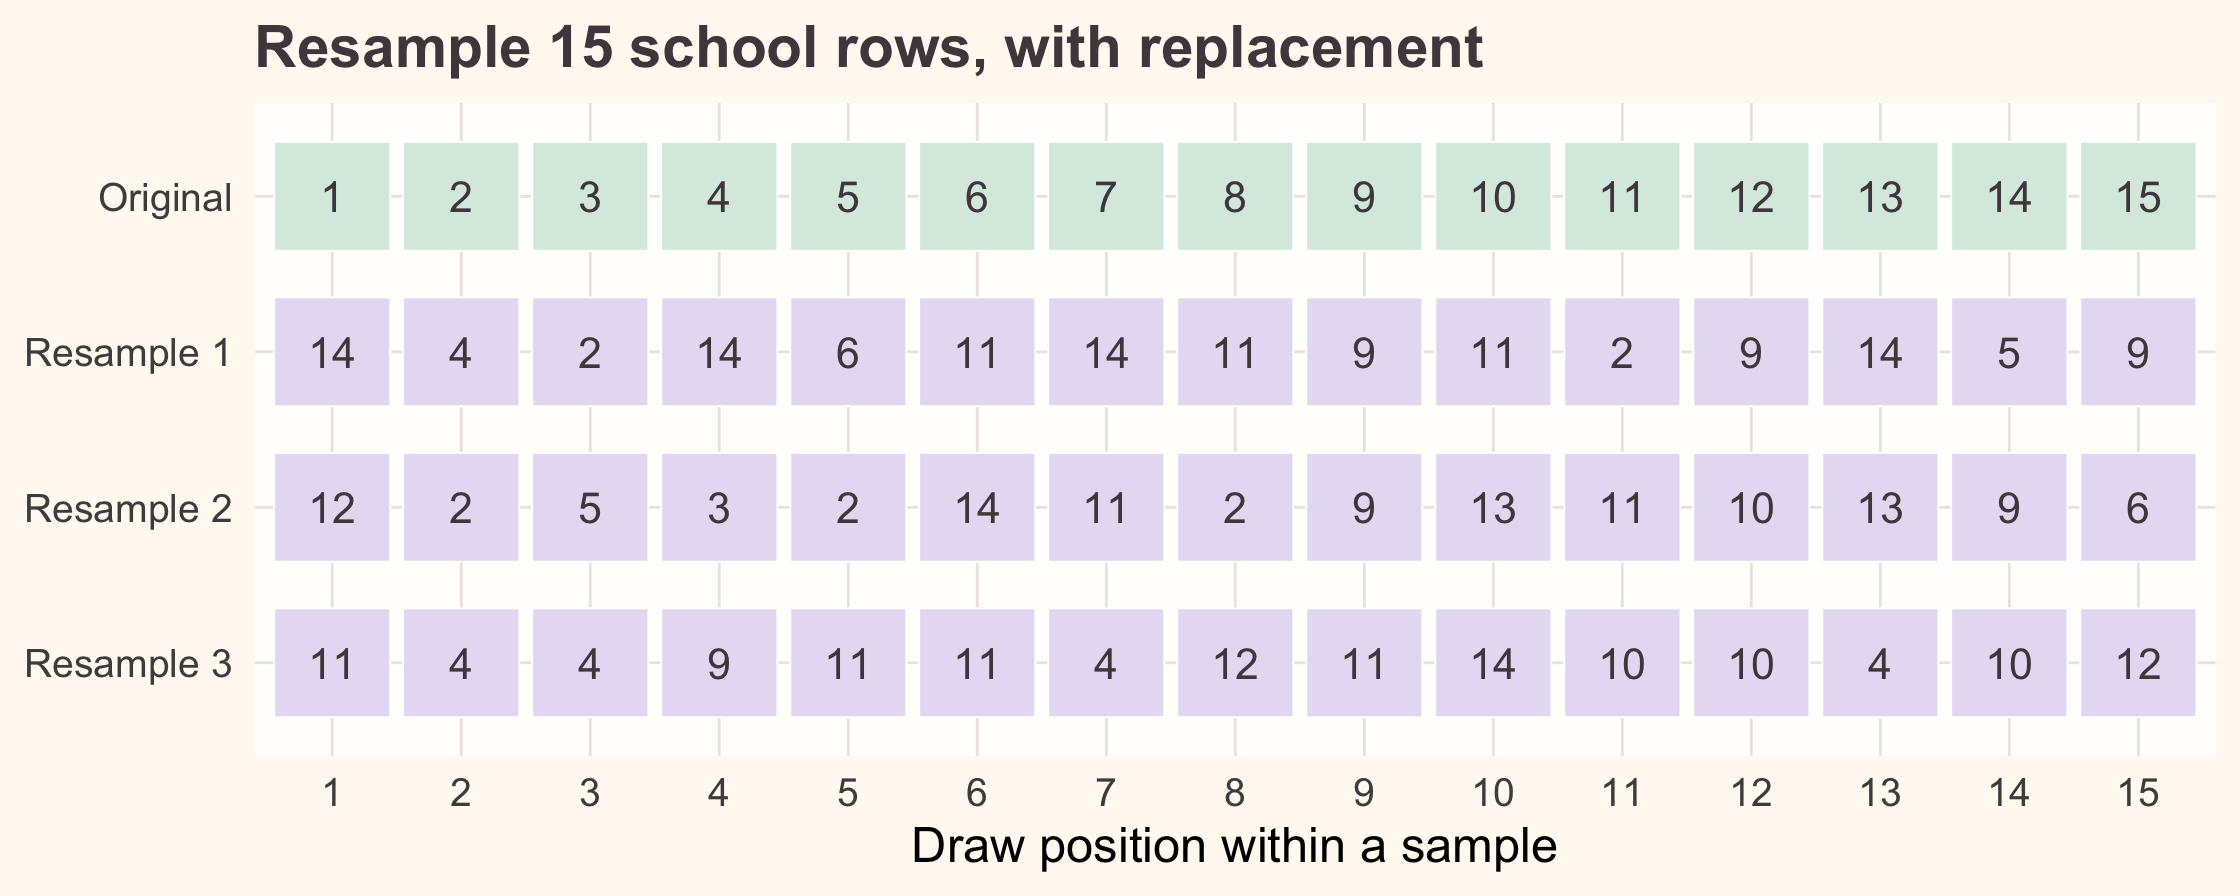 Resample 15 school rows, with replacement
Original 1 2 3 4 5 6 7 8 9 10 11 12 13 14 15
Resample 1 14 4 2 14 6 11 14 11 9 11 2 9 14 5 9
Resample 2 12 2 5 3 2 14 11 2 9 13 11 10 13 9 6
Resample 3 11 4 4 9 11 11 4 12 11 14 10 10 4 10 12
1 2 3 4 5 6 7 8 9 10 11 12 13 14 15
Draw position within a sample